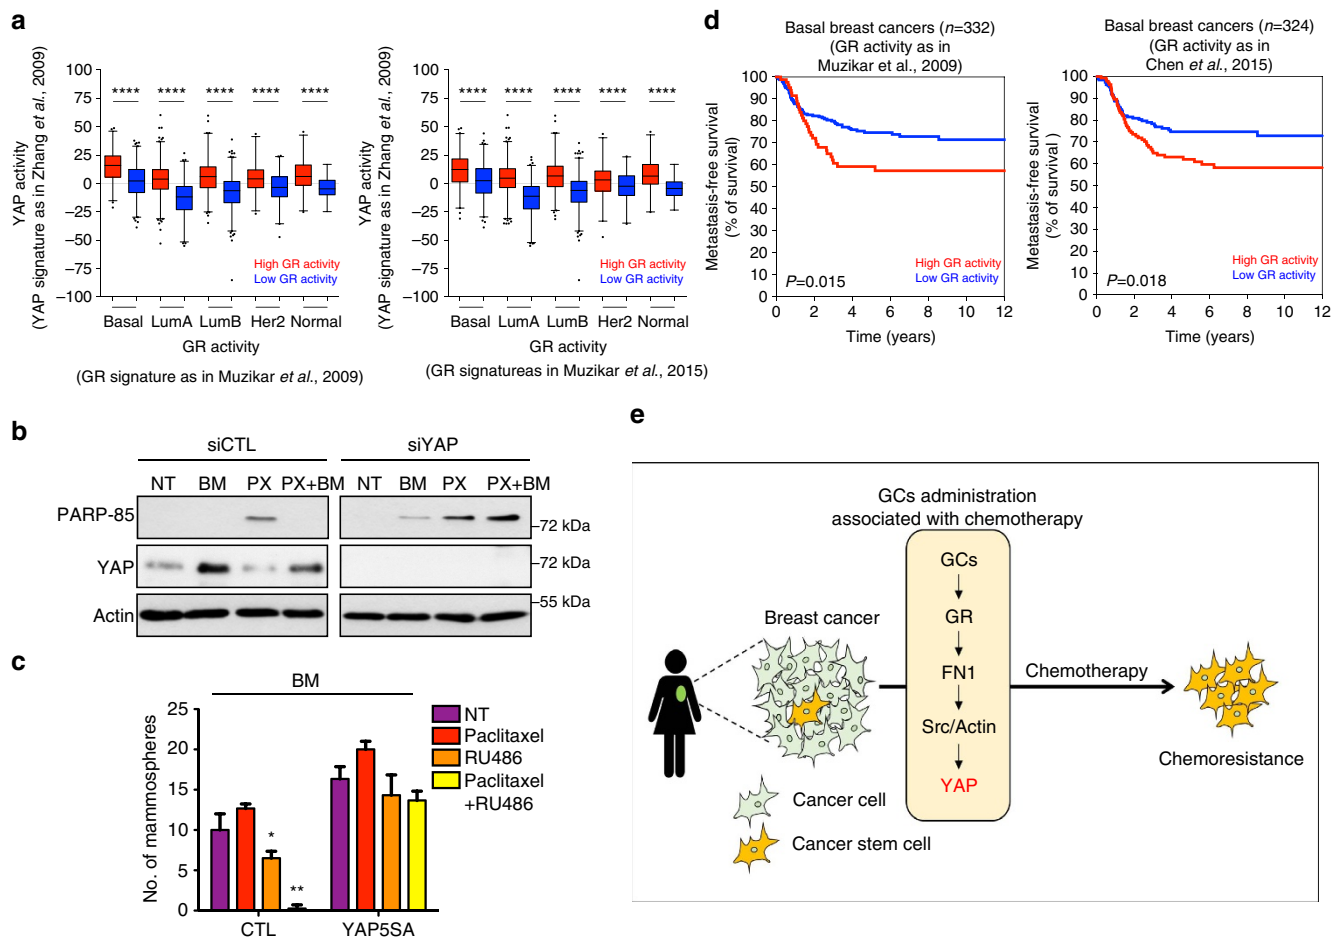 a
YAP activity
(YAP signature as in Zhang et al., 2009)
100
75
50
25
0
−25
−50
−75
−100
**** **** **** **** ****
High GR activity
Low GR activity
Basal LumA LumB Her2 Normal
GR activity
(GR signature as in Muzikar et al., 2009)
YAP activity
(YAP signature as in Zhang et al., 2009)
100
75
50
25
0
−25
−50
−75
−100
**** **** **** **** ****
High GR activity
Low GR activity
Basal LumA LumB Her2 Normal
GR activity
(GR signatureas in Muzikar et al., 2015)
d
Basal breast cancers (n=332)
(GR activity as in
Muzikar et al., 2009)
Metastasis-free survival
(% of survival)
100
90
80
70
60
50
40
30
20
10
0
High GR activity
Low GR activity
P=0.015
0 2 4 6 8 10 12
Time (years)
Basal breast cancers (n=324)
(GR activity as in
Chen et al., 2015)
Metastasis-free survival
(% of survival )
100
90
80
70
60
50
40
30
20
10
0
High GR activity
Low GR activity
P=0.018
0 2 4 6 8 10 12
Time (years)
b
siCTL siYAP
NT BM PX PX+BM NT BM PX PX+BM
PARP-85
–72 kDa
YAP
–72 kDa
–55 kDa
Actin
c
BM
No. of mammospheres
25
20
15
10
5
0
*
**
NT
Paclitaxel
RU486
Paclitaxel
+RU486
CTL YAP5SA
e
GCs administration
associated with chemotherapy
GCs
GR
FN1
Src/Actin
YAP
Breast cancer
Chemotherapy
Chemoresistance
Cancer cell
Cancer stem cell